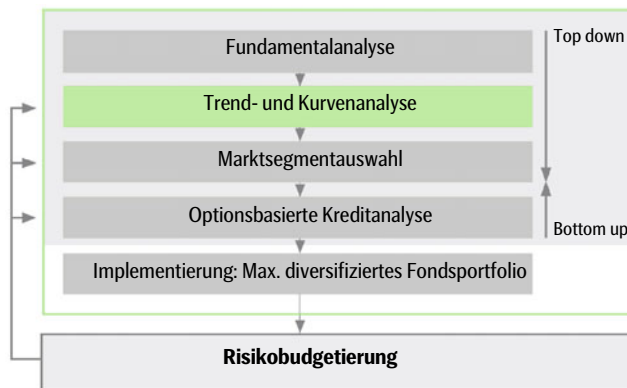 Fundamentalanalyse
Top down
Trend- und Kurvenanalyse
Marktsegmentauswahl
Optionsbasierte Kreditanalyse
Bottom up
Implementierung: Max. diversifiziertes Fondsportfolio
Risikobudgetierung